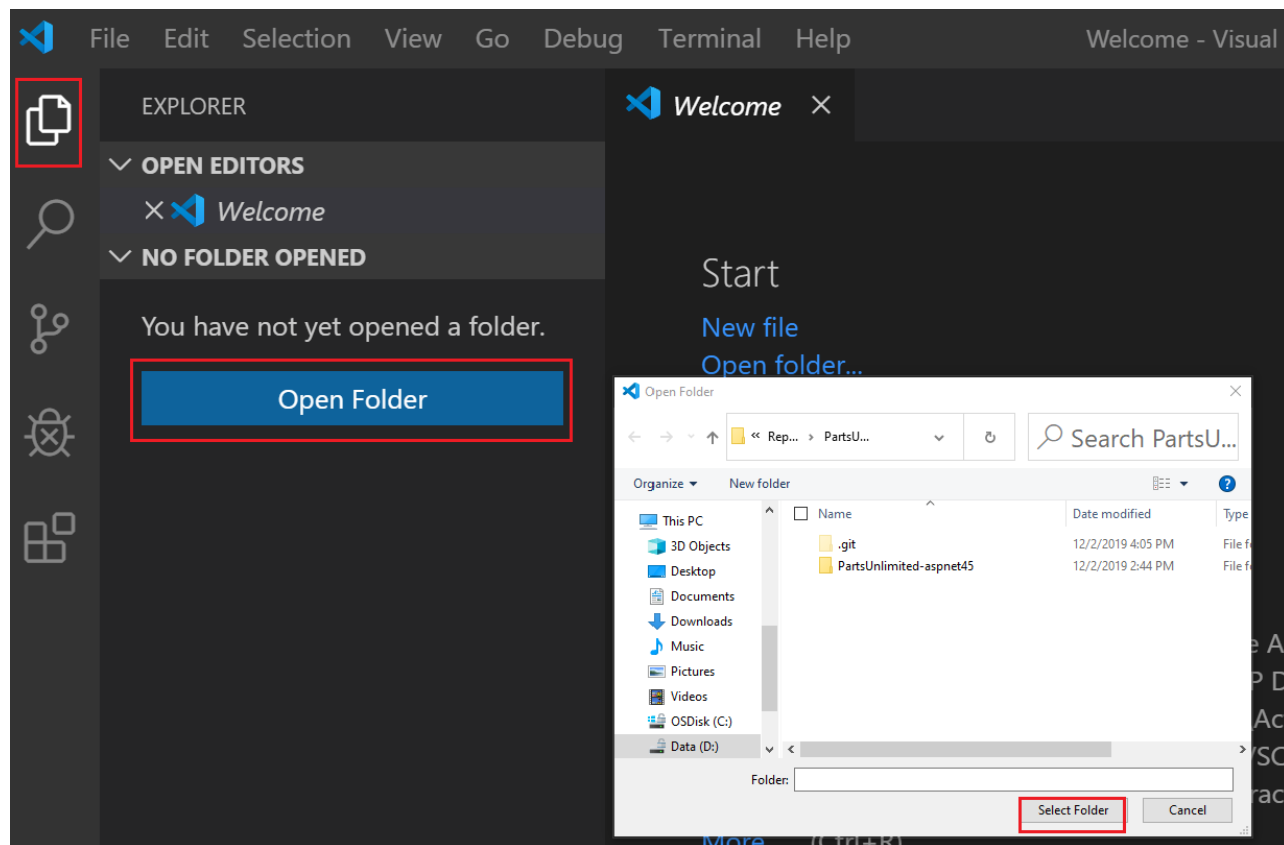 File Edit Selection View Go Debug Terminal Help Welcome - Visual
EXPLORER
Welcome
OPEN EDITORS
Welcome
NO FOLDER OPENED
You have not yet opened a folder.
Open Folder
Start
New file
Open folder...
Open Folder
« Rep... › PartsU...
Search PartsU...
Organize
New folder
This PC
3D Objects
Desktop
Documents
Downloads
Music
Pictures
Videos
OSDisk (C:)
Data (D:)
Name Date modified Type
.git 12/2/2019 4:05 PM File f
PartsUnlimited-aspnet45 12/2/2019 2:44 PM File f
Folder:
Select Folder Cancel
More... (Ctrl+R)